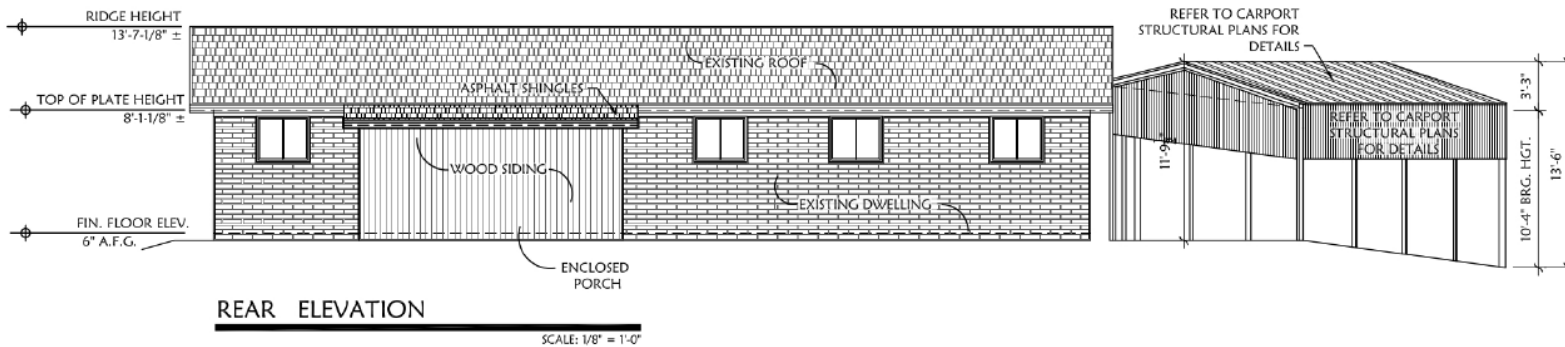 RIDGE HEIGHT
13'-7-1/8" ±
TOP OF PLATE HEIGHT
8'-1-1/8" ±
FIN. FLOOR ELEV.
6" A.F.G.
EXISTING ROOF
ASPHALT SHINGLES
WOOD SIDING
EXISTING DWELLING
ENCLOSED
PORCH
REFER TO CARPORT
STRUCTURAL PLANS FOR
DETAILS
REFER TO CARPORT
STRUCTURAL PLANS
FOR DETAILS
3'-3"
10'-4" BRG. HGT.
13'-6"
REAR ELEVATION
SCALE: 1/8" = 1'-0"